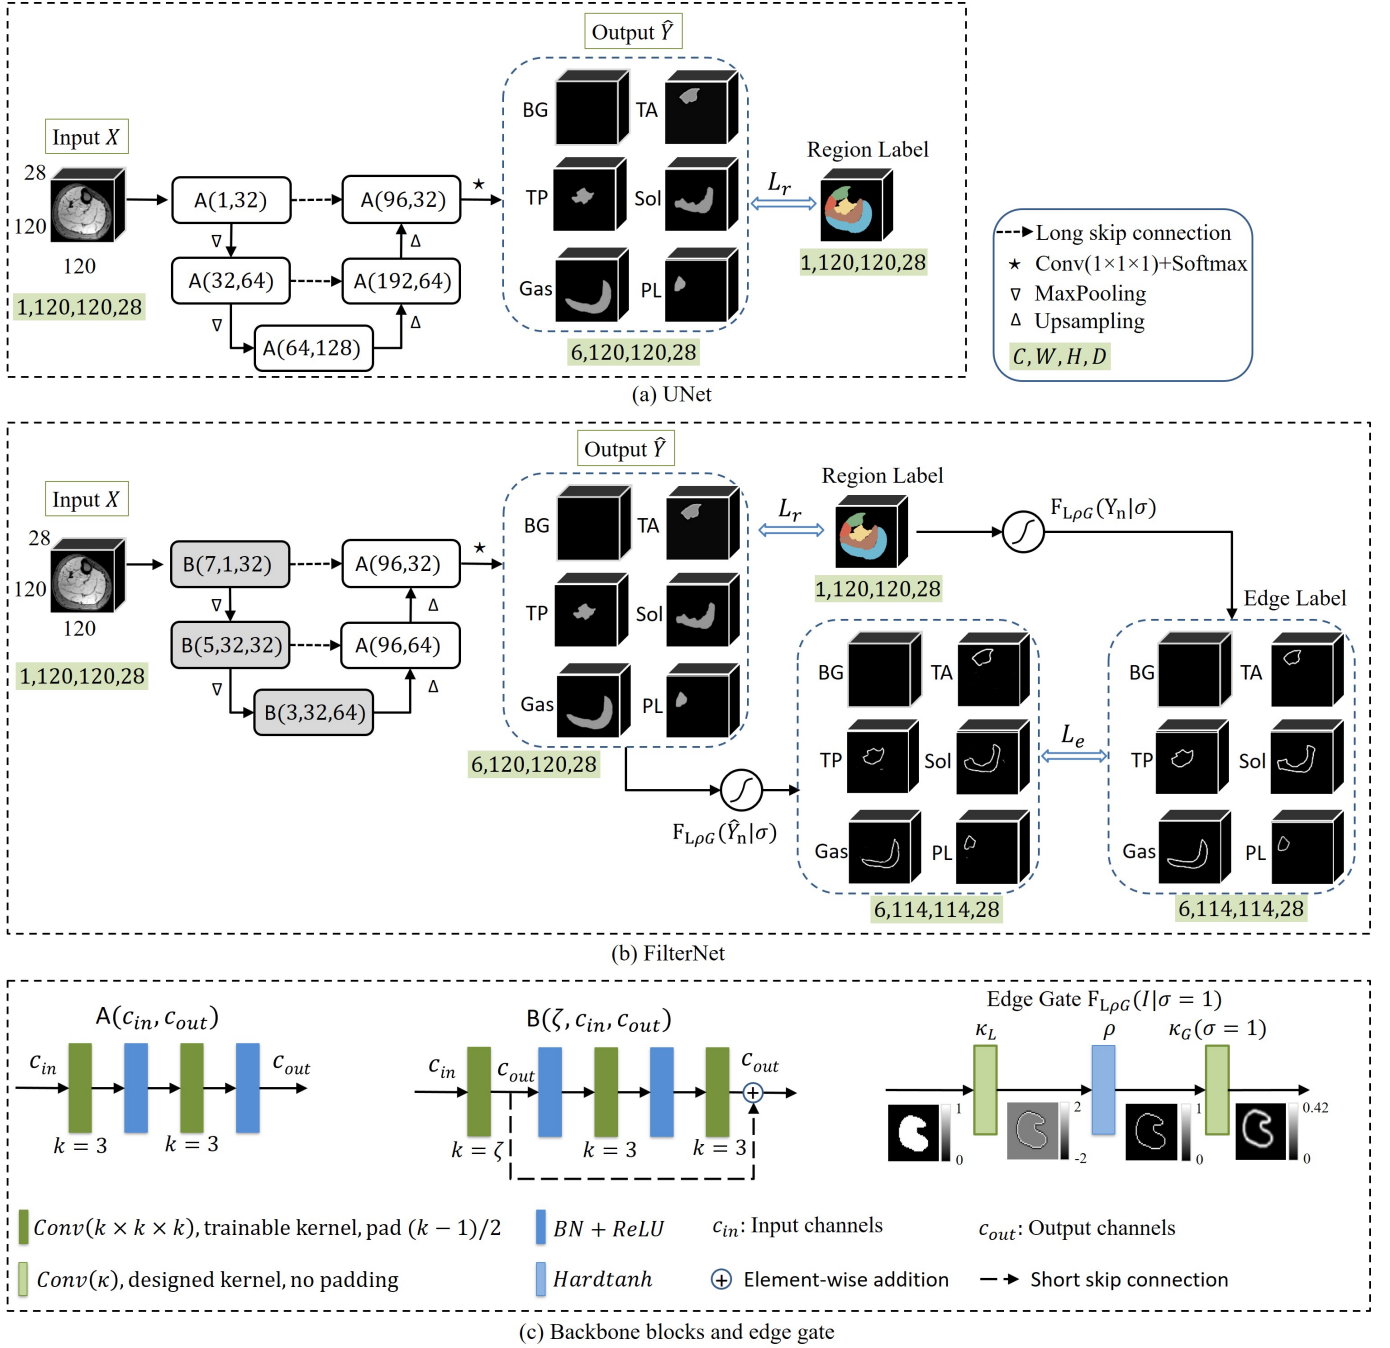 Output Ŷ
BG
TA
Input X
28
120
120
1,120,120,28
A(1,32)
A(96,32)
⋆
∇
Δ
A(32,64)
A(192,64)
∇
Δ
A(64,128)
TP
Sol
Gas
PL
6,120,120,28
L_r
Region Label
1,120,120,28
Long skip connection
⋆ Conv(1×1×1)+Softmax
∇ MaxPooling
Δ Upsampling
C, W, H, D
(a) UNet
Output Ŷ
Input X
28
120
120
1,120,120,28
B(7,1,32)
A(96,32)
⋆
∇
Δ
B(5,32,32)
A(96,64)
∇
Δ
B(3,32,64)
BG
TA
TP
Sol
Gas
PL
6,120,120,28
L_r
Region Label
1,120,120,28
F_LρG(Y_n|σ)
F_LρG(Ŷ_n|σ)
Edge Label
BG
TA
TP
Sol
Gas
PL
6,114,114,28
L_e
BG
TA
TP
Sol
Gas
PL
6,114,114,28
(b) FilterNet
A(c_in, c_out)
c_in
c_out
k = 3
k = 3
B(ζ, c_in, c_out)
c_in
c_out
c_out
k = ζ
k = 3
k = 3
Edge Gate F_LρG(I|σ = 1)
κ_L
ρ
κ_G(σ = 1)
1
0
2
-2
1
0
0.42
0
Conv(k × k × k), trainable kernel, pad (k − 1)/2
BN + ReLU
c_in: Input channels
c_out: Output channels
Conv(κ), designed kernel, no padding
Hardtanh
Element-wise addition
Short skip connection
(c) Backbone blocks and edge gate